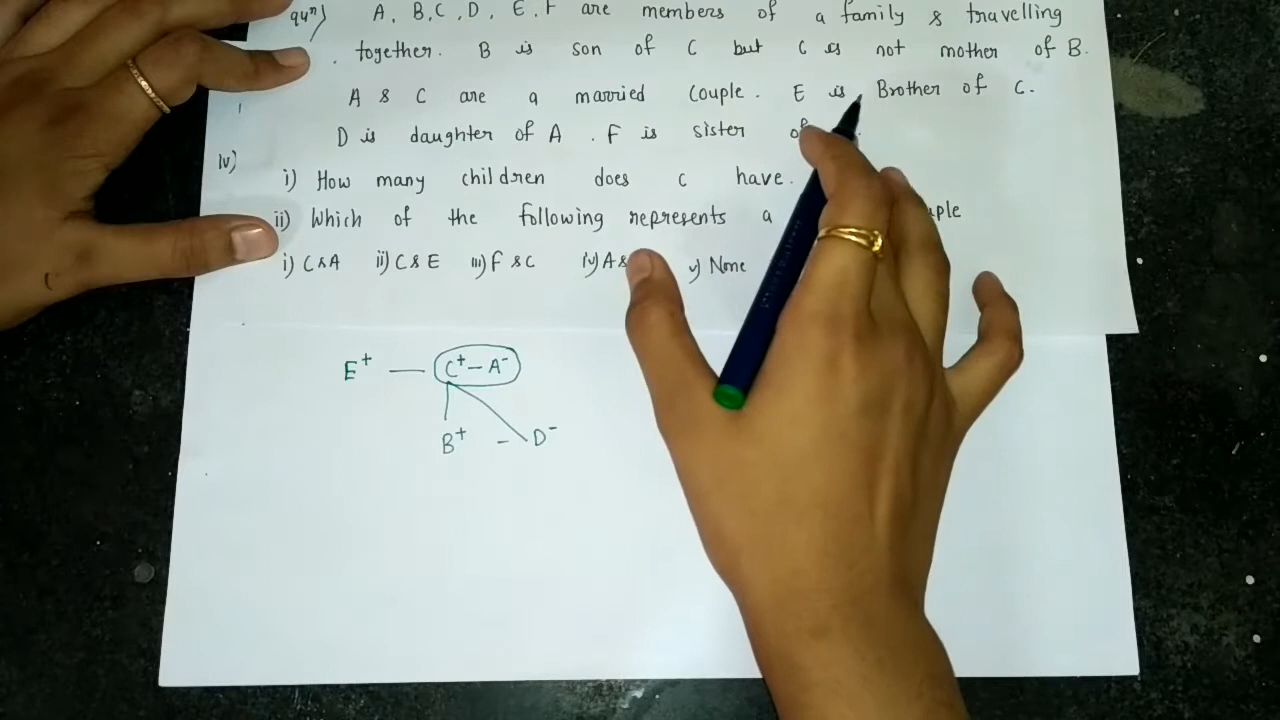 quⁿ) A, B, C, D, E, F are members of a family & travelling
together. B is son of C but C is not mother of B.
A & C are a married couple. E is Brother of C.
D is daughter of A. F is sister of
iv)
i) How many children does C have.
ii) Which of the following represents a
i) C & A ii) C & E iii) F & C iv) A & v) None
E⁺ — C⁺ – A⁻
B⁺ – D⁻